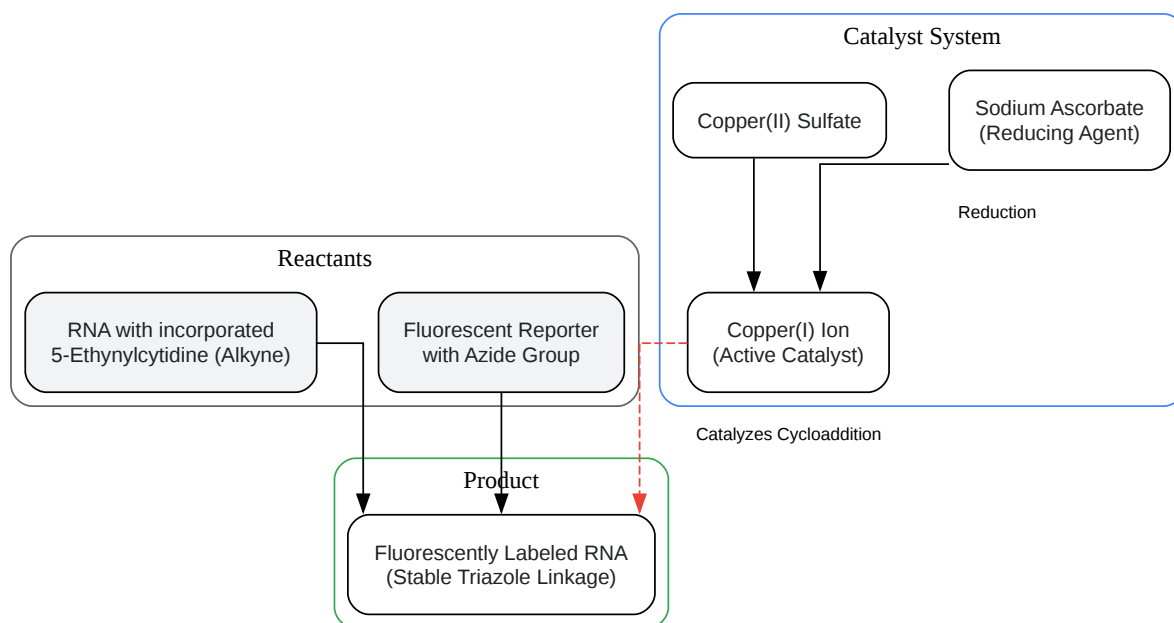 Catalyst System
Copper(II) Sulfate
Sodium Ascorbate
(Reducing Agent)
Reduction
Reactants
RNA with incorporated
5-Ethynylcytidine (Alkyne)
Fluorescent Reporter
with Azide Group
Copper(I) Ion
(Active Catalyst)
Catalyzes Cycloaddition
Product
Fluorescently Labeled RNA
(Stable Triazole Linkage)